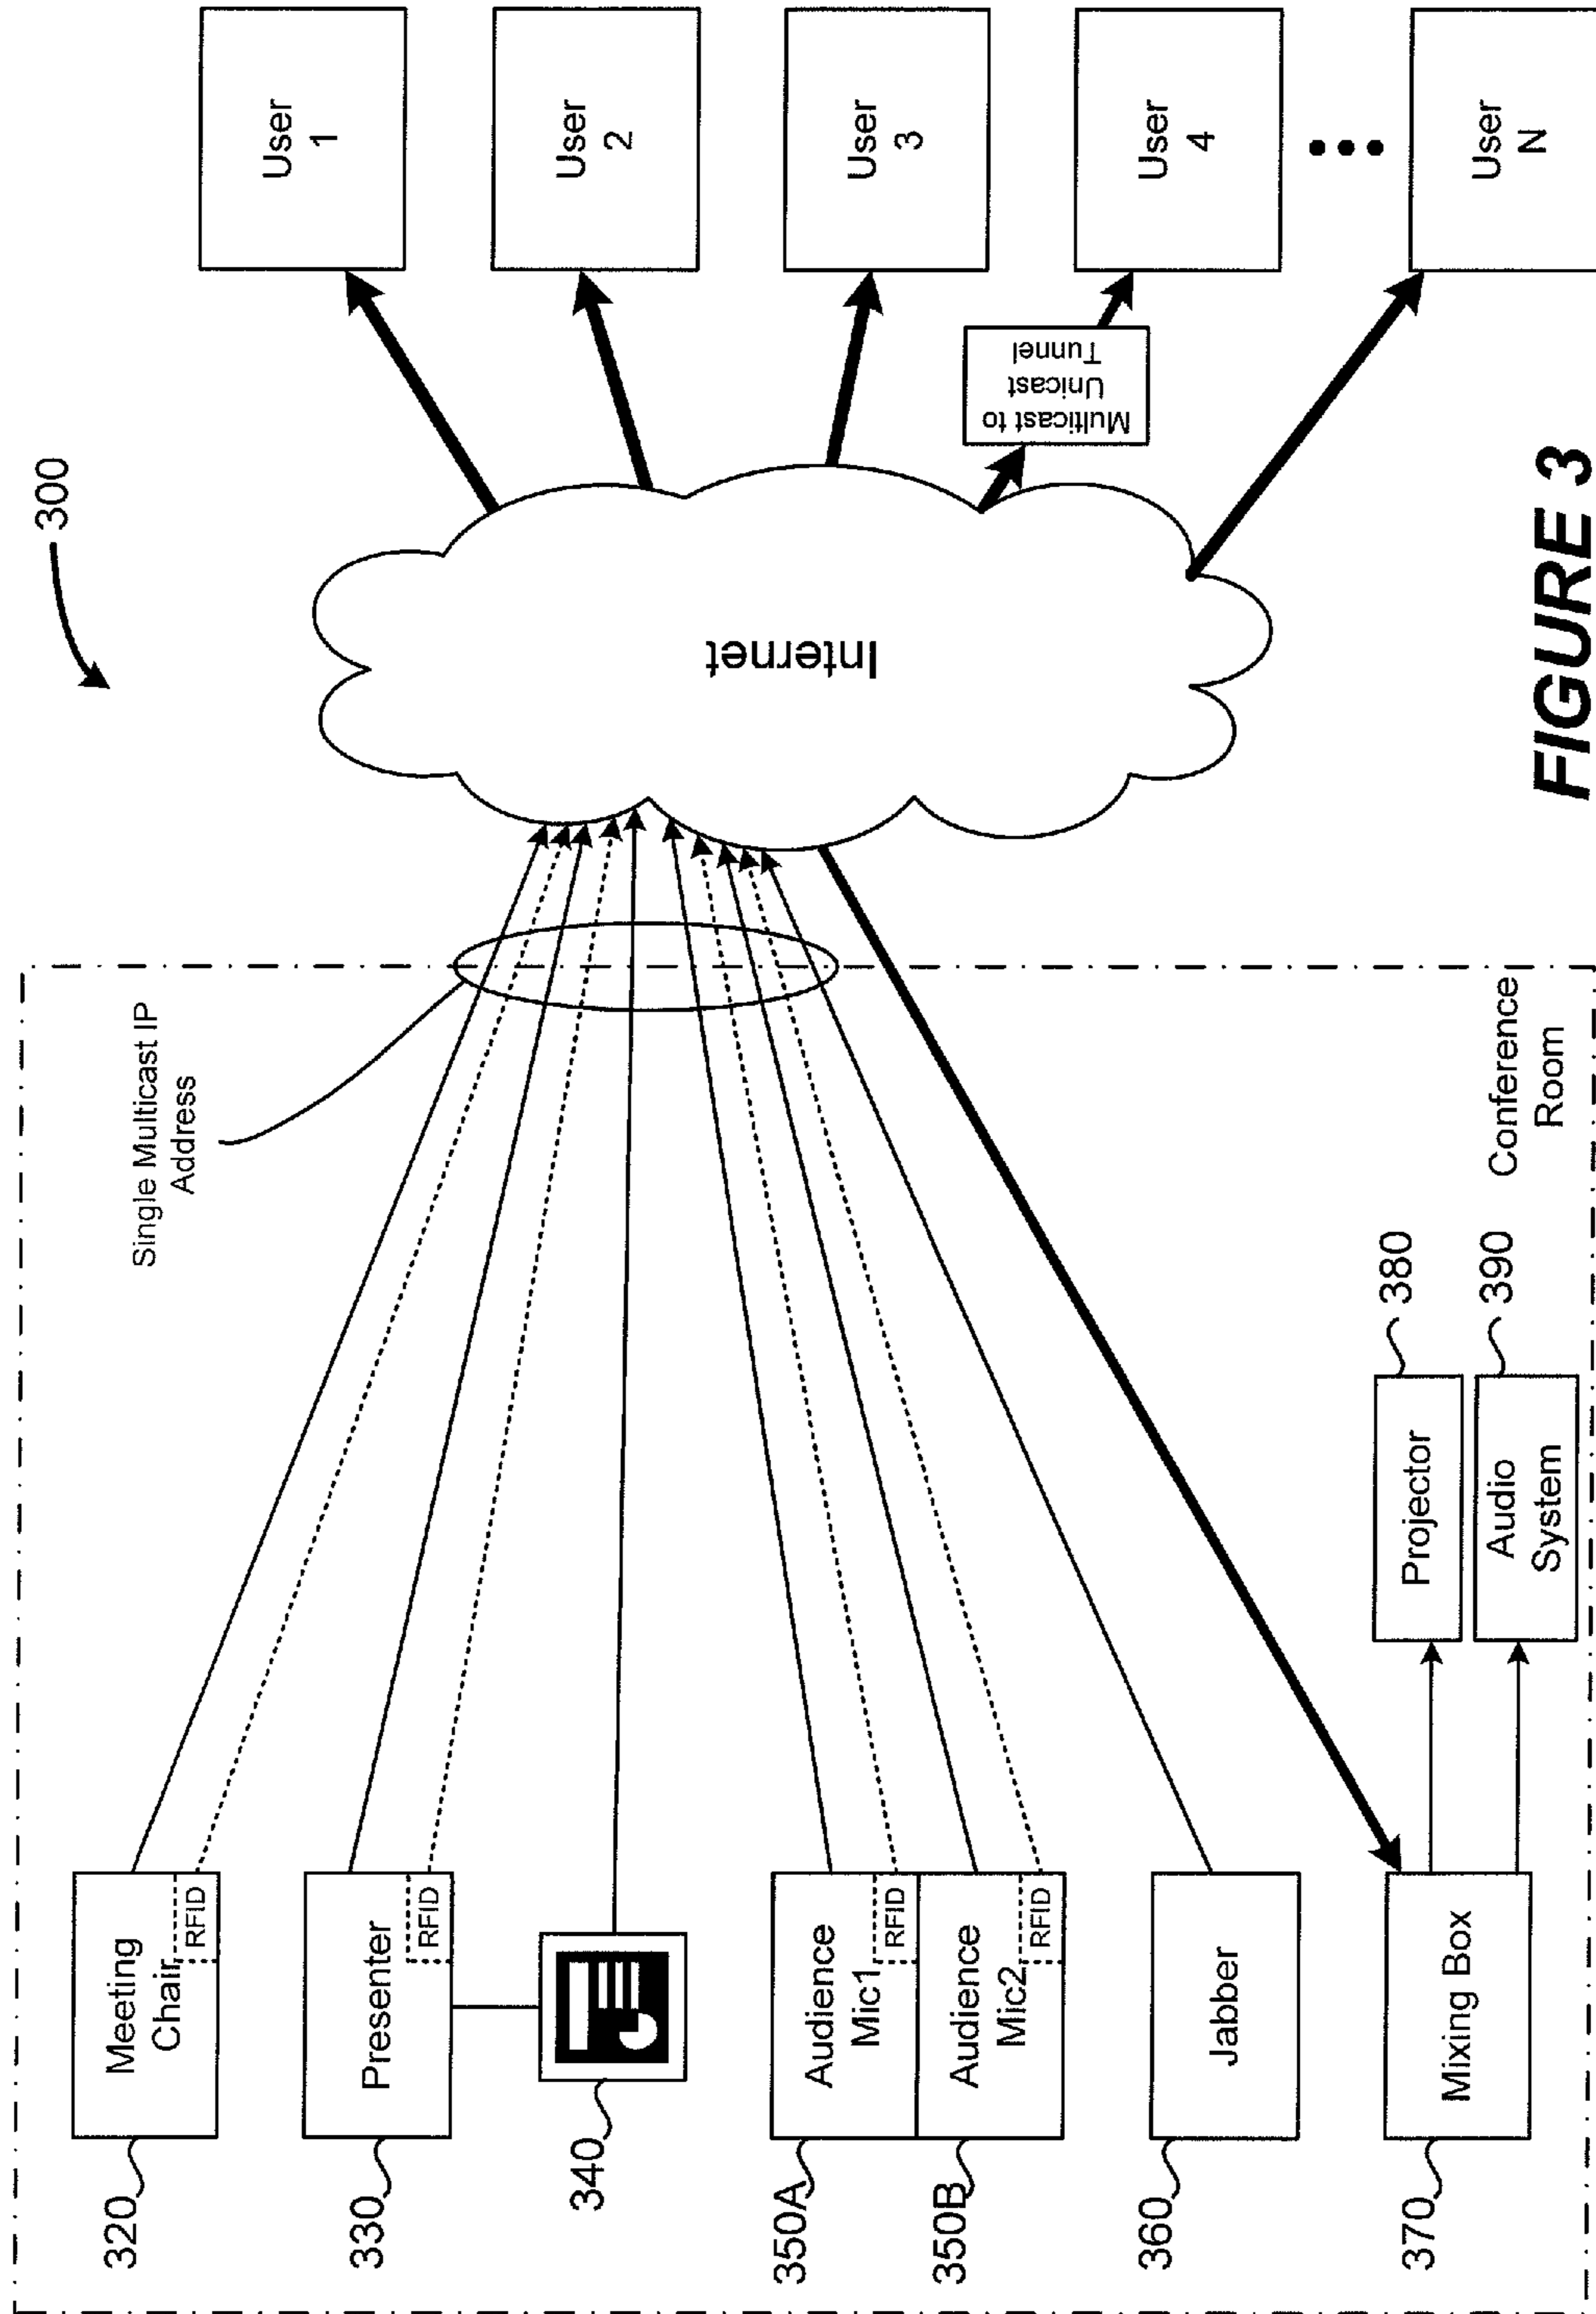 300
Single Multicast IP
Address
320
Meeting
Chair
RFID
330
Presenter
RFID
340
350A
Audience
Mic1
RFID
350B
Audience
Mic2
RFID
360
Jabber
370
Mixing Box
Projector
380
Audio
System
390
Conference
Room
Internet
Multicast to
Unicast
Tunnel
User
1
User
2
User
3
User
4
User
N
FIGURE 3